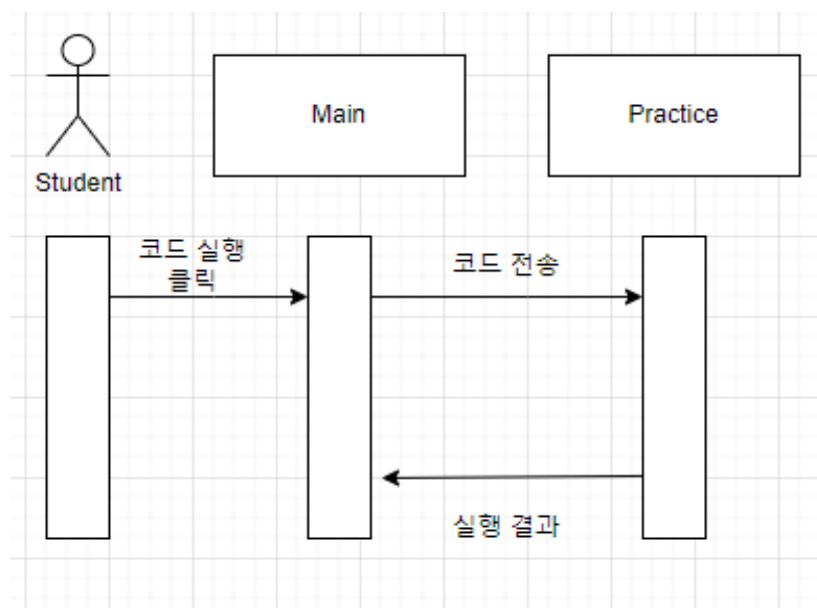 Student
Main
Practice
코드 실행
클릭
코드 전송
실행 결과